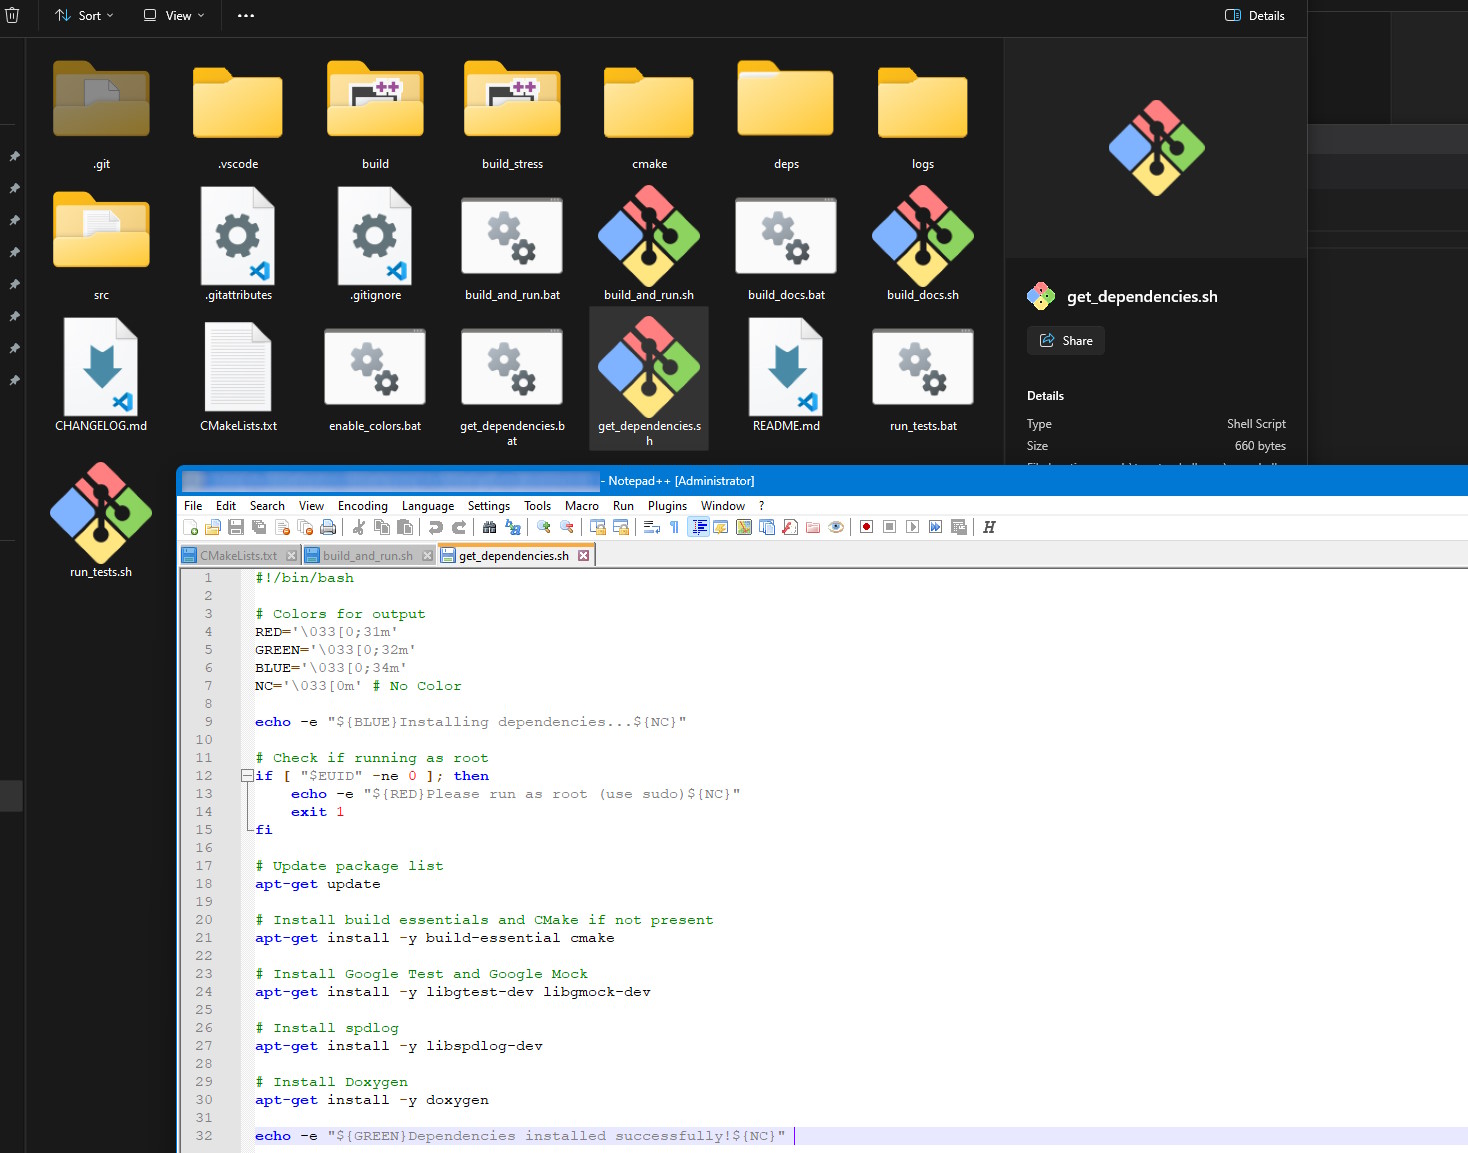 Sort
View
Details
.git
.vscode
build
build_stress
cmake
deps
logs
src
.gitattributes
.gitignore
build_and_run.bat
build_and_run.sh
build_docs.bat
build_docs.sh
CHANGELOG.md
CMakeLists.txt
enable_colors.bat
get_dependencies.b
at
get_dependencies.s
h
README.md
run_tests.bat
run_tests.sh
get_dependencies.sh
Share
Details
Type Shell Script
Size 660 bytes
- Notepad++ [Administrator]
File Edit Search View Encoding Language Settings Tools Macro Run Plugins Window ?
CMakeLists.txt build_and_run.sh get_dependencies.sh
1 #!/bin/bash
2
3 # Colors for output
4 RED='\033[0;31m'
5 GREEN='\033[0;32m'
6 BLUE='\033[0;34m'
7 NC='\033[0m' # No Color
8
9 echo -e "${BLUE}Installing dependencies...${NC}"
10
11 # Check if running as root
12 if [ "$EUID" -ne 0 ]; then
13     echo -e "${RED}Please run as root (use sudo)${NC}"
14     exit 1
15 fi
16
17 # Update package list
18 apt-get update
19
20 # Install build essentials and CMake if not present
21 apt-get install -y build-essential cmake
22
23 # Install Google Test and Google Mock
24 apt-get install -y libgtest-dev libgmock-dev
25
26 # Install spdlog
27 apt-get install -y libspdlog-dev
28
29 # Install Doxygen
30 apt-get install -y doxygen
31
32 echo -e "${GREEN}Dependencies installed successfully!${NC}"